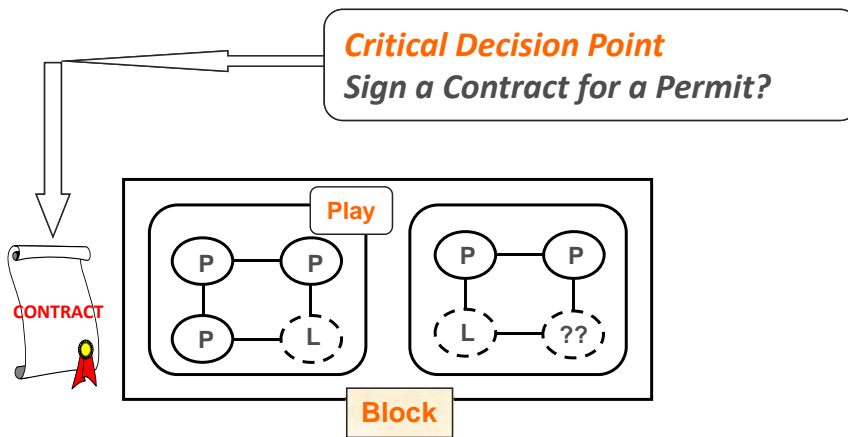 Critical Decision Point
Sign a Contract for a Permit?
Play
P P P P
CONTRACT
P L L ??
Block